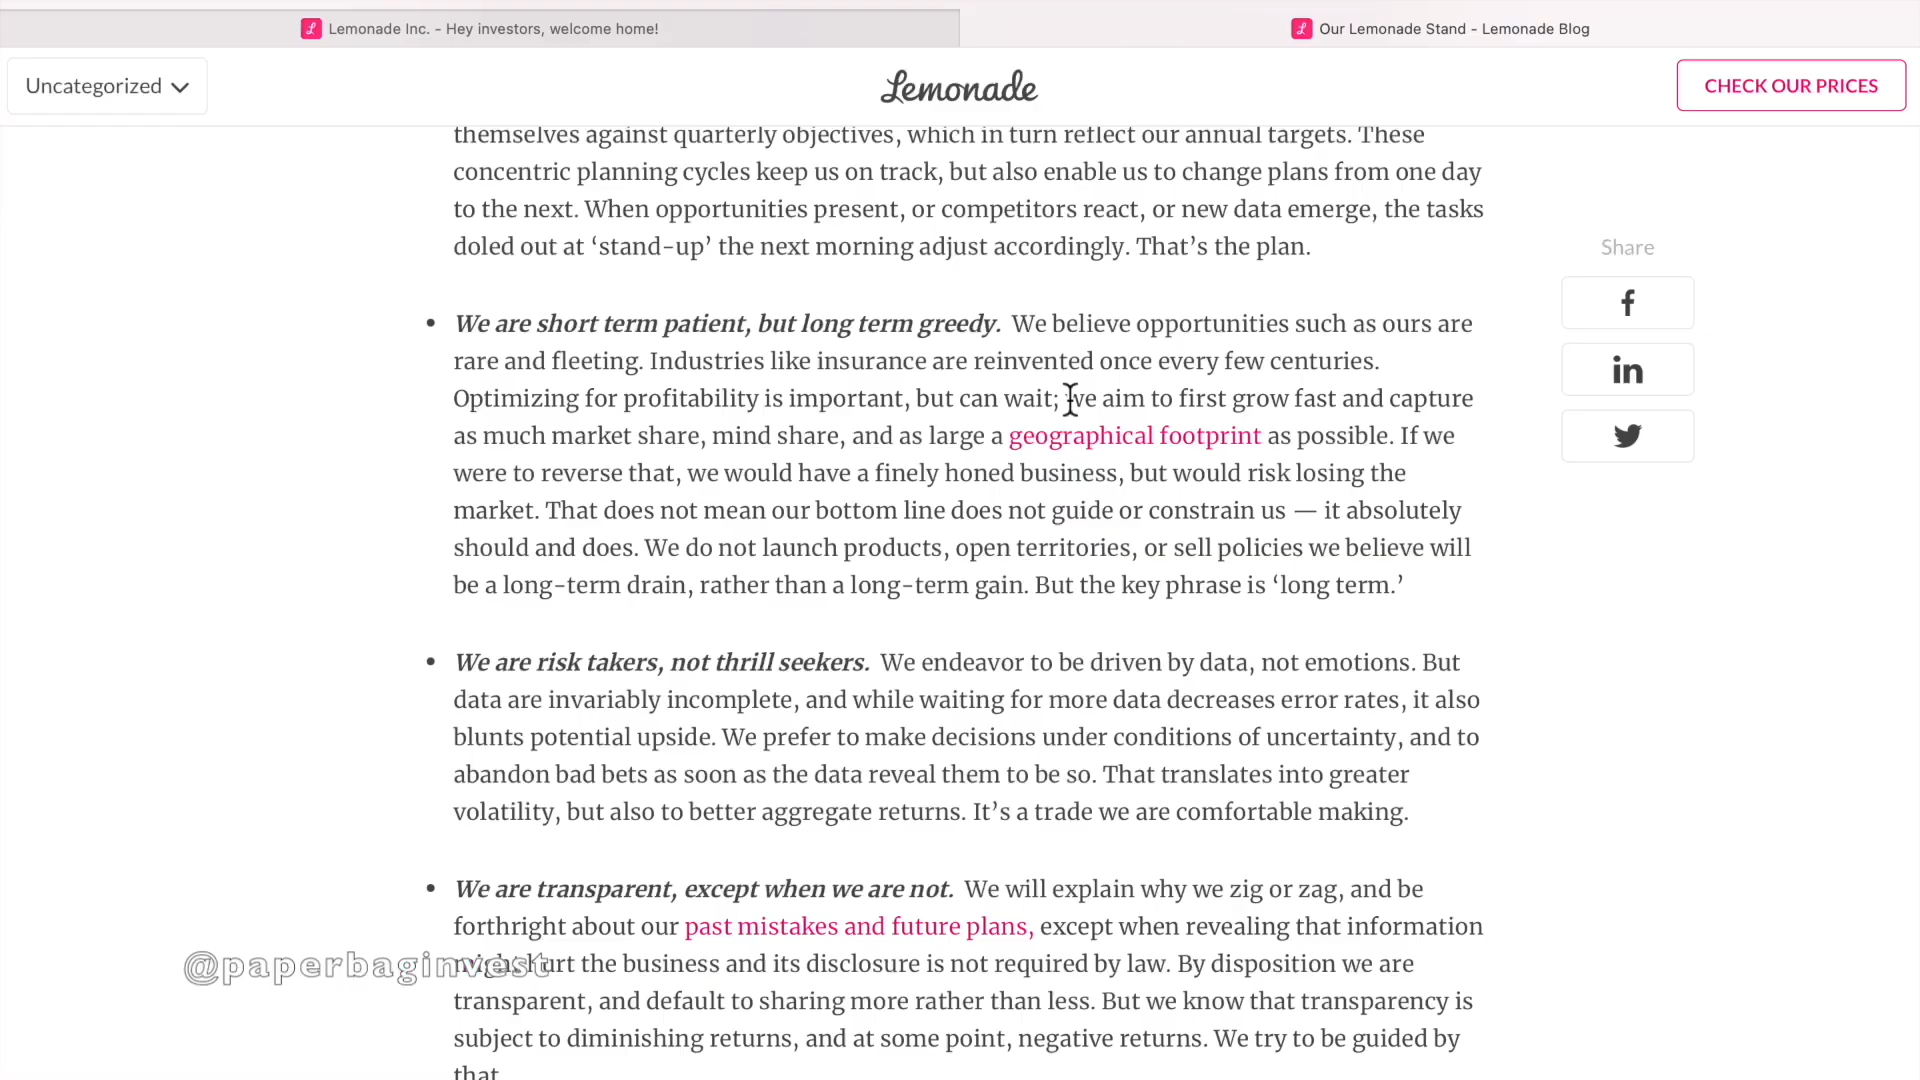 Lemonade Inc. - Hey investors, welcome home!
Our Lemonade Stand - Lemonade Blog
Uncategorized
Lemonade
CHECK OUR PRICES
themselves against quarterly objectives, which in turn reflect our annual targets. These
concentric planning cycles keep us on track, but also enable us to change plans from one day
to the next. When opportunities present, or competitors react, or new data emerge, the tasks
doled out at ‘stand-up’ the next morning adjust accordingly. That’s the plan.
Share
• We are short term patient, but long term greedy. We believe opportunities such as ours are
rare and fleeting. Industries like insurance are reinvented once every few centuries.
Optimizing for profitability is important, but can wait; we aim to first grow fast and capture
as much market share, mind share, and as large a geographical footprint as possible. If we
were to reverse that, we would have a finely honed business, but would risk losing the
market. That does not mean our bottom line does not guide or constrain us — it absolutely
should and does. We do not launch products, open territories, or sell policies we believe will
be a long-term drain, rather than a long-term gain. But the key phrase is ‘long term.’
• We are risk takers, not thrill seekers. We endeavor to be driven by data, not emotions. But
data are invariably incomplete, and while waiting for more data decreases error rates, it also
blunts potential upside. We prefer to make decisions under conditions of uncertainty, and to
abandon bad bets as soon as the data reveal them to be so. That translates into greater
volatility, but also to better aggregate returns. It’s a trade we are comfortable making.
• We are transparent, except when we are not. We will explain why we zig or zag, and be
forthright about our past mistakes and future plans, except when revealing that information
@paperbaginvest
might hurt the business and its disclosure is not required by law. By disposition we are
transparent, and default to sharing more rather than less. But we know that transparency is
subject to diminishing returns, and at some point, negative returns. We try to be guided by
that